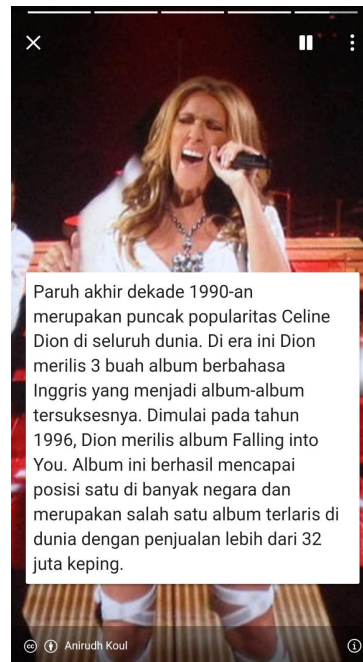 Paruh akhir dekade 1990-an
merupakan puncak popularitas Celine
Dion di seluruh dunia. Di era ini Dion
merilis 3 buah album berbahasa
Inggris yang menjadi album-album
tersuksesnya. Dimulai pada tahun
1996, Dion merilis album Falling into
You. Album ini berhasil mencapai
posisi satu di banyak negara dan
merupakan salah satu album terlaris di
dunia dengan penjualan lebih dari 32
juta keping.
Anirudh Koul